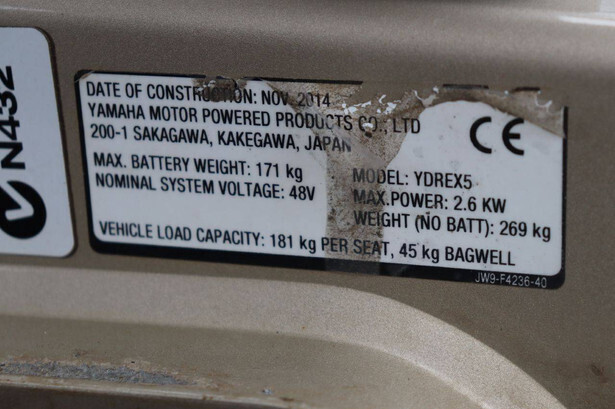 N432
DATE OF CONSTRUCTION: NOV. 2014
YAMAHA MOTOR POWERED PRODUCTS CO., LTD
200-1 SAKAGAWA, KAKEGAWA, JAPAN
CE
MAX. BATTERY WEIGHT: 171 kg
NOMINAL SYSTEM VOLTAGE: 48V
MODEL: YDREX5
MAX.POWER: 2.6 KW
WEIGHT (NO BATT): 269 kg
VEHICLE LOAD CAPACITY: 181 kg PER SEAT, 45 kg BAGWELL
JW9-F4236-40